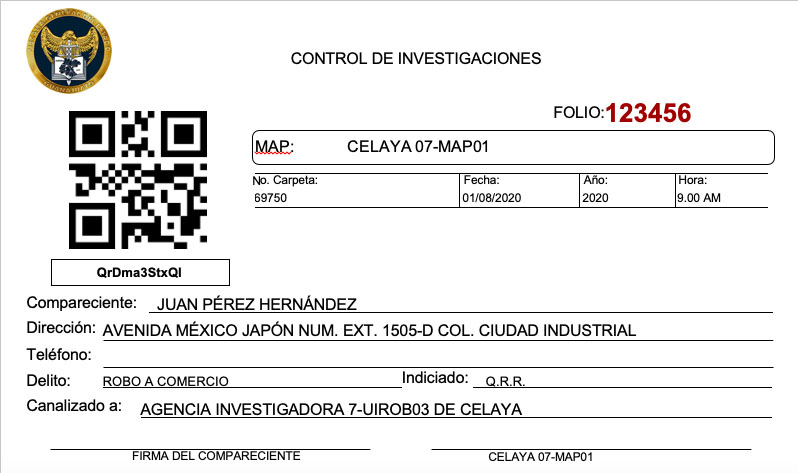 CONTROL DE INVESTIGACIONES
FOLIO:123456
MAP: CELAYA 07-MAP01
No. Carpeta: Fecha: Año: Hora:
69750 01/08/2020 2020 9.00 AM
QrDma3StxQI
Compareciente: JUAN PÉREZ HERNÁNDEZ
Dirección: AVENIDA MÉXICO JAPÓN NUM. EXT. 1505-D COL. CIUDAD INDUSTRIAL
Teléfono:
Delito: ROBO A COMERCIO Indiciado: Q.R.R.
Canalizado a: AGENCIA INVESTIGADORA 7-UIROB03 DE CELAYA
FIRMA DEL COMPARECIENTE CELAYA 07-MAP01